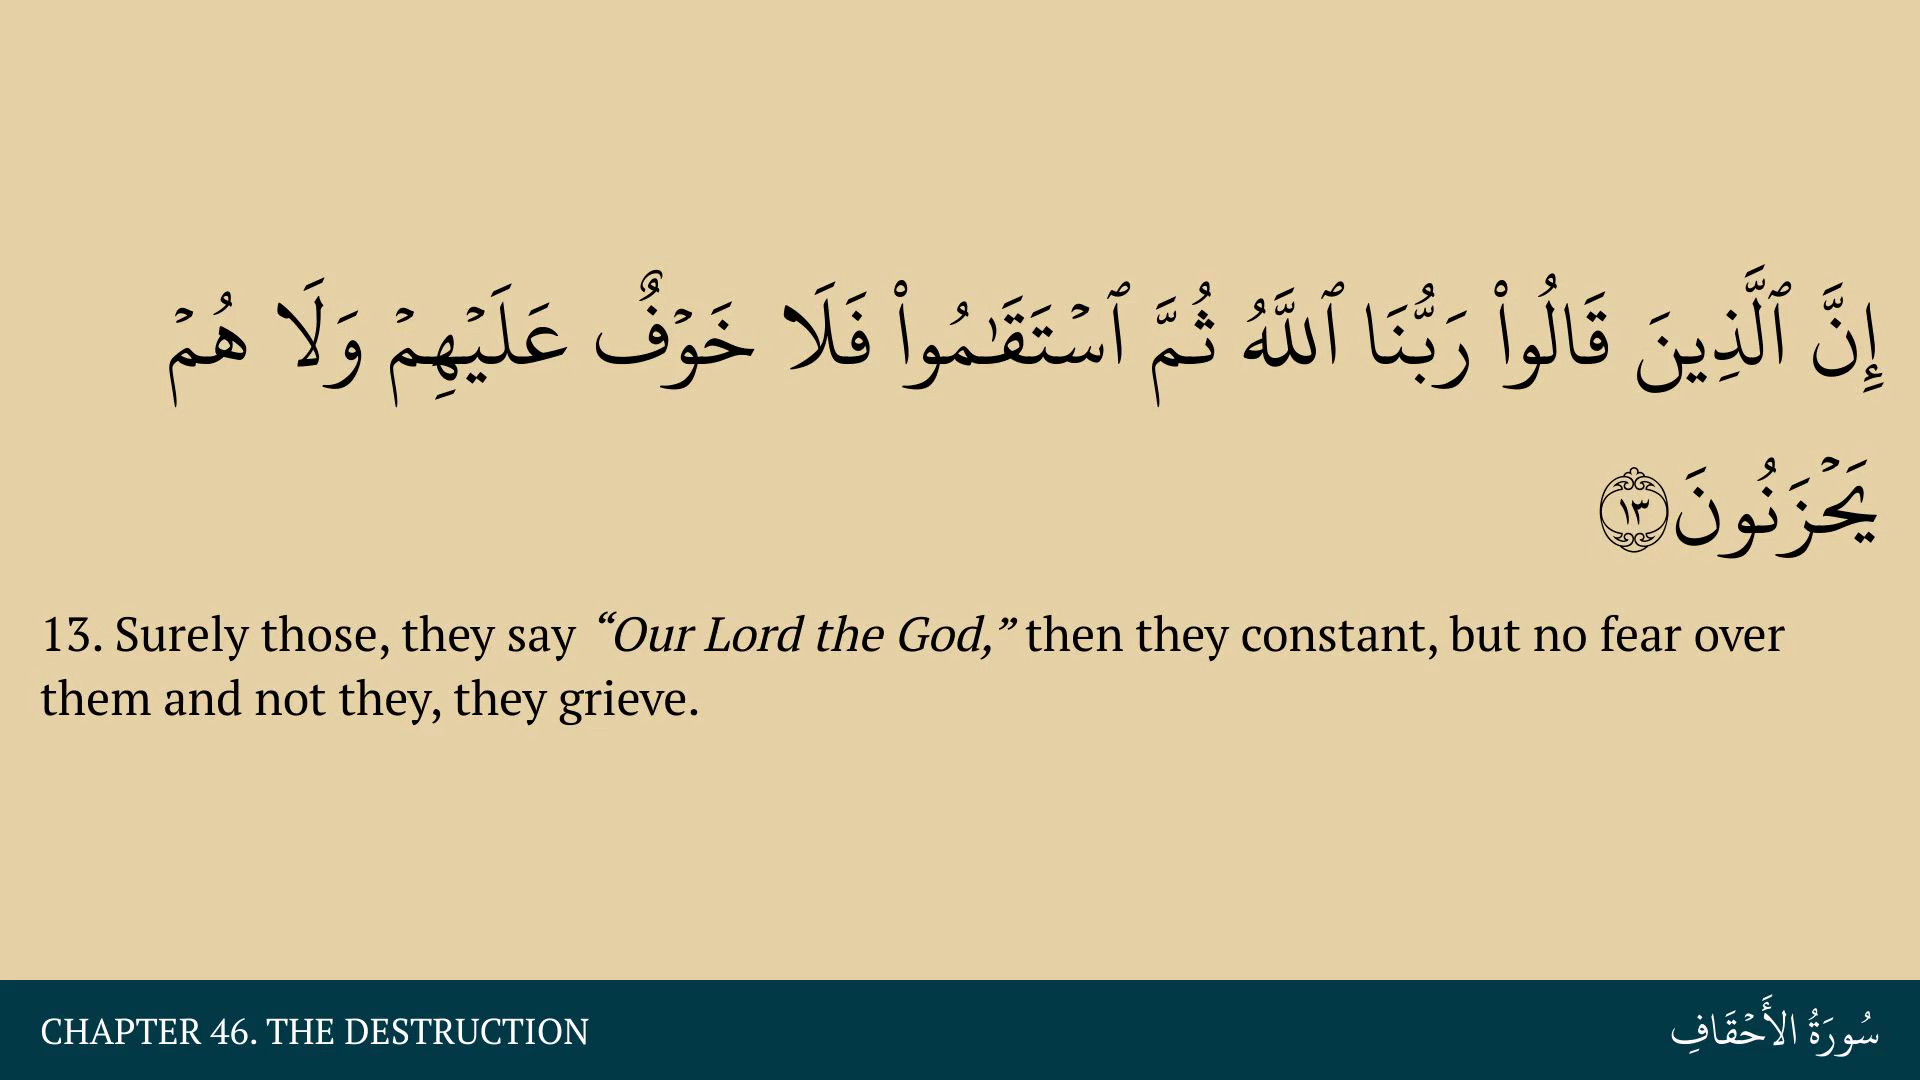 إِنَّ ٱلَّذِينَ قَالُوا۟ رَبُّنَا ٱللَّهُ ثُمَّ ٱسۡتَقَـٰمُوا۟ فَلَا خَوۡفٌ عَلَيۡهِمۡ وَلَا هُمۡ
يَحۡزَنُونَ ١٣
13. Surely those, they say “Our Lord the God,” then they constant, but no fear over
them and not they, they grieve.
CHAPTER 46. THE DESTRUCTION
سُورَةُ الأَحۡقَافِ